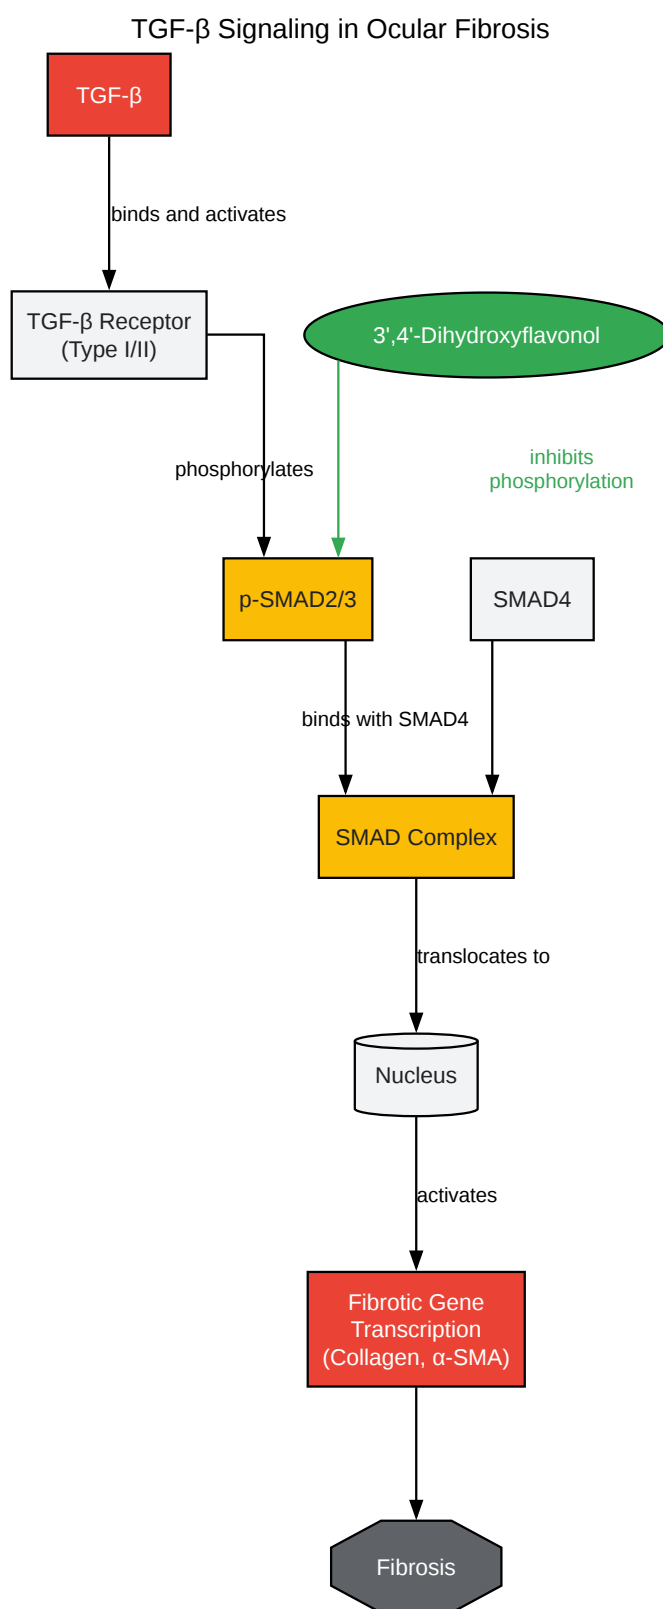 TGF-β Signaling in Ocular Fibrosis
TGF-β
binds and activates
TGF-β Receptor
(Type I/II)
3',4'-Dihydroxyflavonol
phosphorylates
inhibits
phosphorylation
p-SMAD2/3
SMAD4
binds with SMAD4
SMAD Complex
translocates to
Nucleus
activates
Fibrotic Gene
Transcription
(Collagen, α-SMA)
Fibrosis